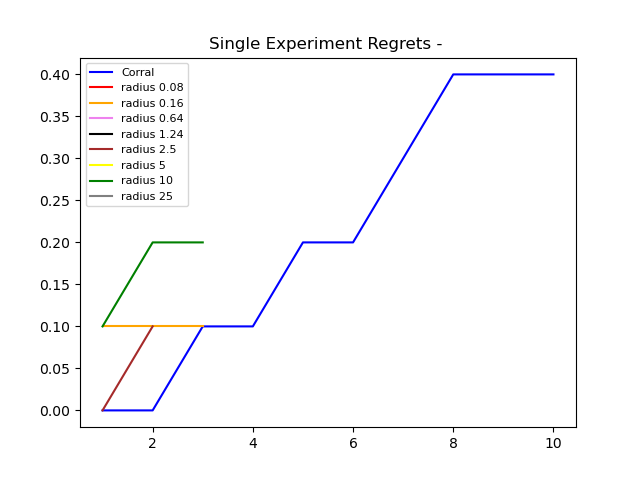 Single Experiment Regrets -
Corral
radius 0.08
radius 0.16
radius 0.64
radius 1.24
radius 2.5
radius 5
radius 10
radius 25
0.40
0.35
0.30
0.25
0.20
0.15
0.10
0.05
0.00
2 4 6 8 10